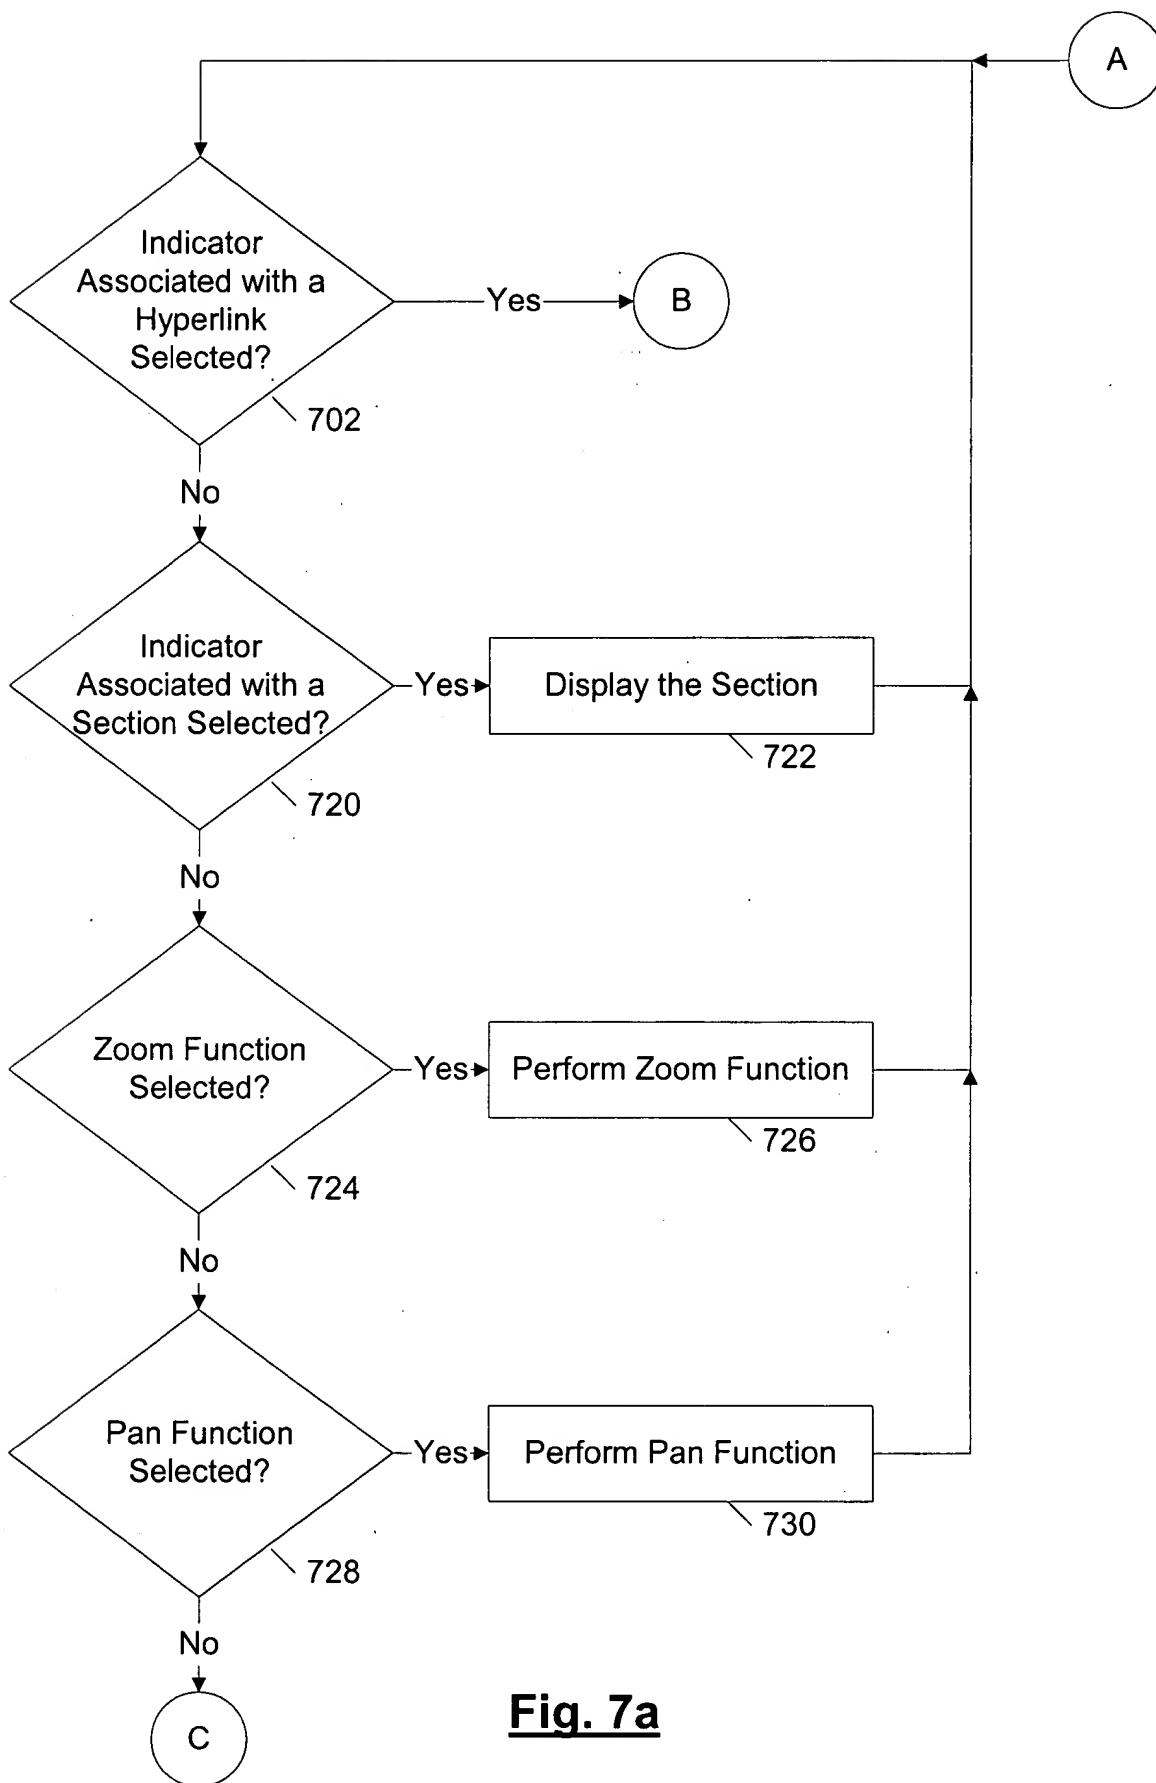 A
Indicator
Associated with a
Hyperlink
Selected?
Yes
B
702
No
Indicator
Associated with a
Section Selected?
Yes
Display the Section
722
720
No
Zoom Function
Selected?
Yes
Perform Zoom Function
726
724
No
Pan Function
Selected?
Yes
Perform Pan Function
730
728
No
C
Fig. 7a